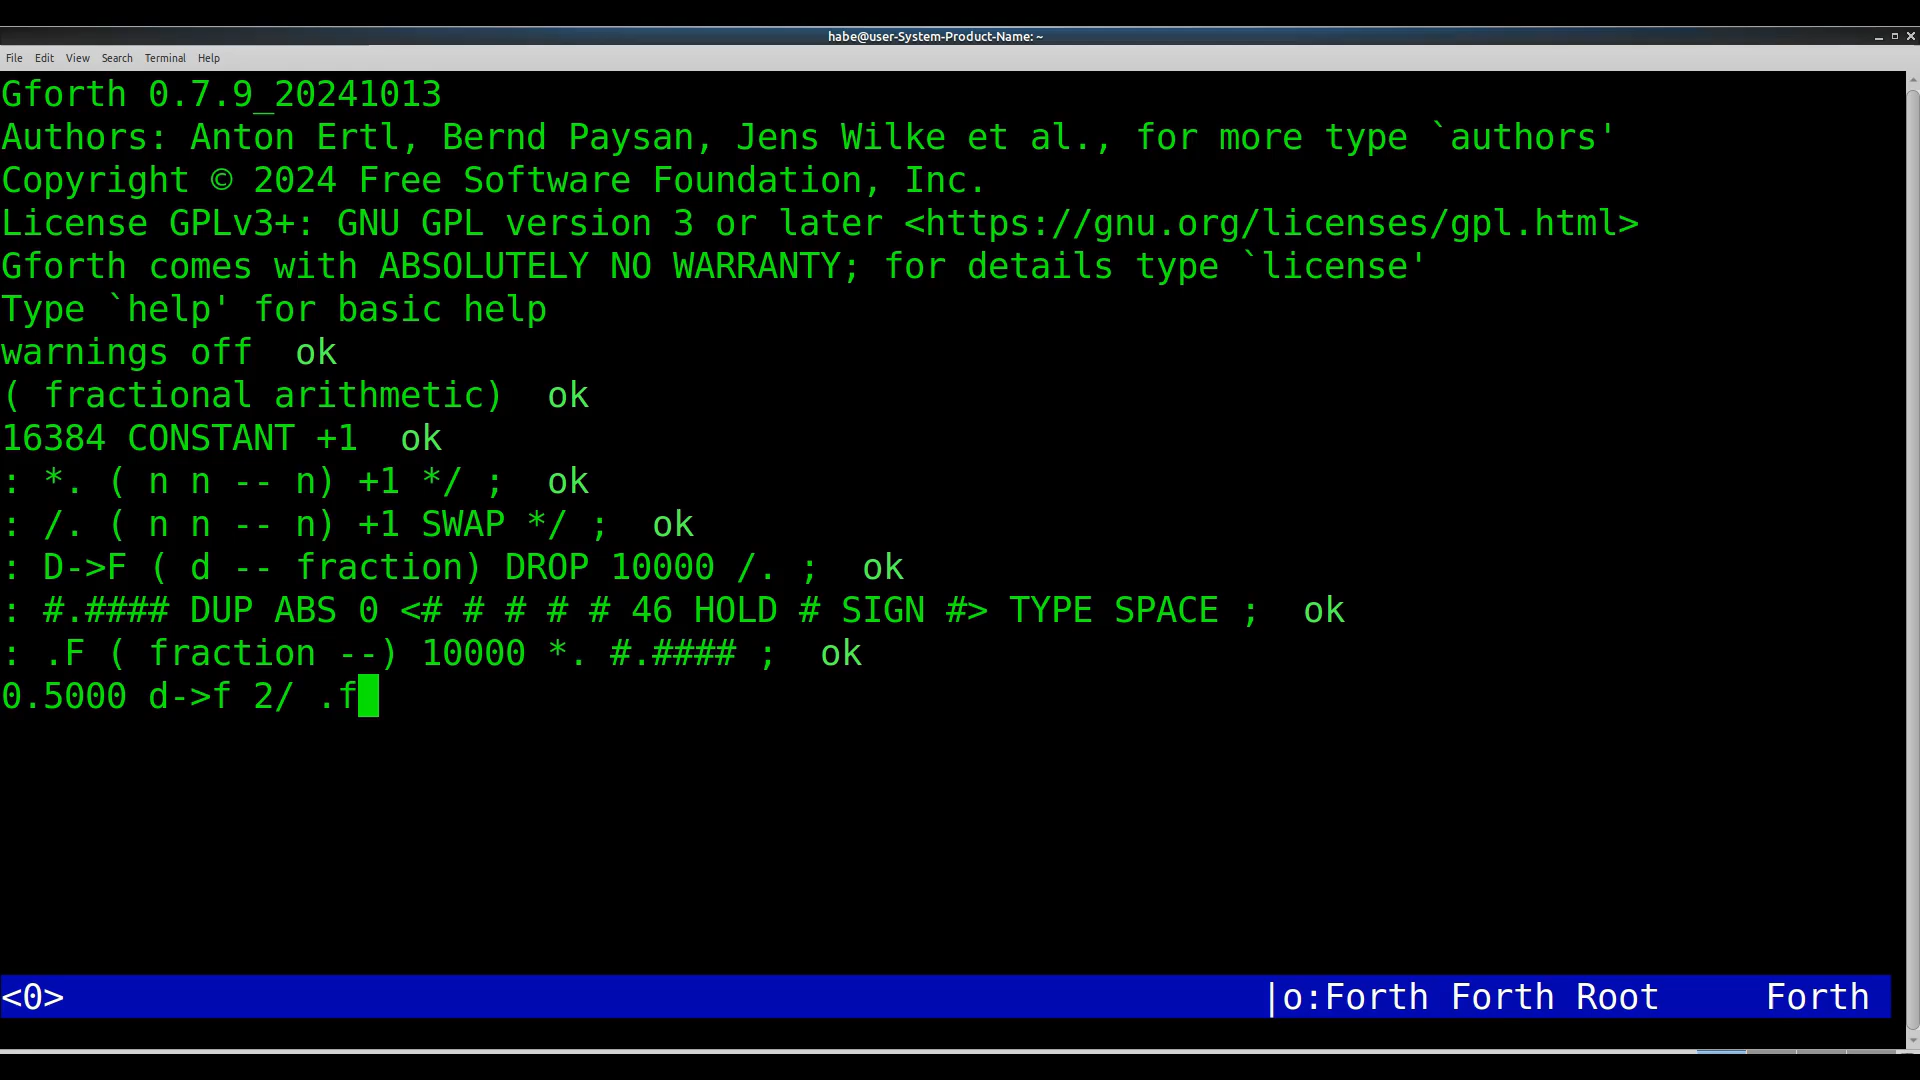 habe@user-System-Product-Name: ~
File Edit View Search Terminal Help
Gforth 0.7.9_20241013
Authors: Anton Ertl, Bernd Paysan, Jens Wilke et al., for more type `authors'
Copyright © 2024 Free Software Foundation, Inc.
License GPLv3+: GNU GPL version 3 or later <https://gnu.org/licenses/gpl.html>
Gforth comes with ABSOLUTELY NO WARRANTY; for details type `license'
Type `help' for basic help
warnings off  ok
( fractional arithmetic)  ok
16384 CONSTANT +1  ok
: *. ( n n -- n) +1 */ ;  ok
: /. ( n n -- n) +1 SWAP */ ;  ok
: D->F ( d -- fraction) DROP 10000 /. ;  ok
: #.#### DUP ABS 0 <# # # # # 46 HOLD # SIGN #> TYPE SPACE ;  ok
: .F ( fraction --) 10000 *. #.#### ;  ok
0.5000 d->f 2/ .f
<0> |o:Forth Forth Root Forth